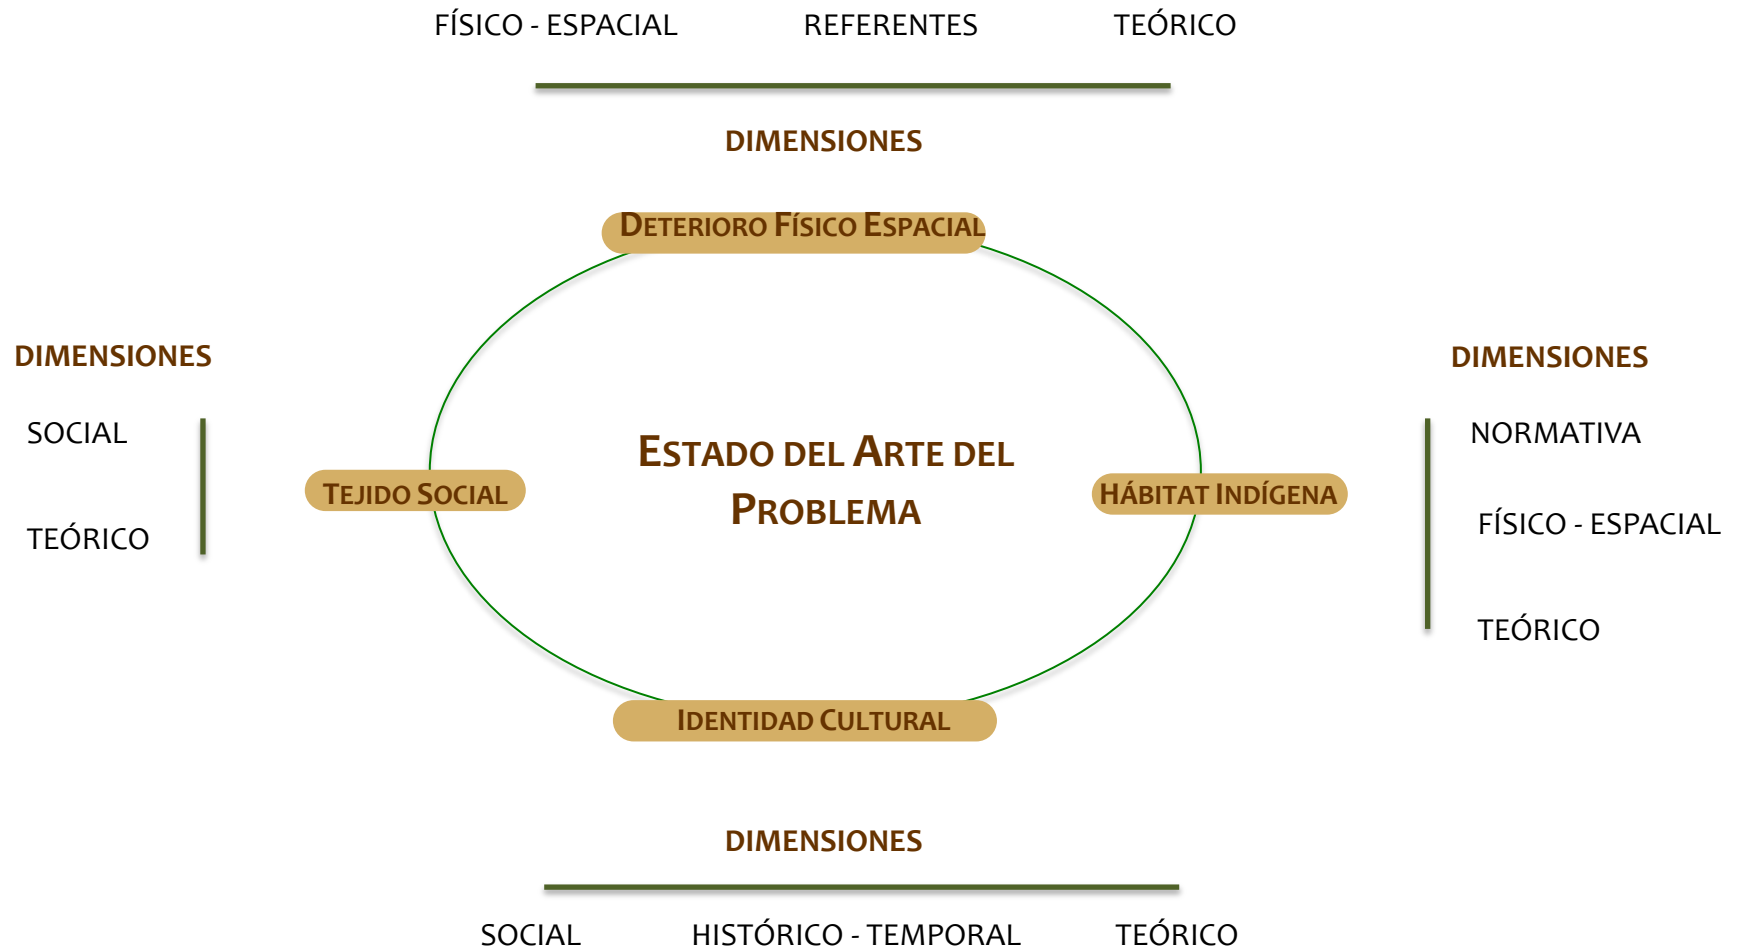 FÍSICO - ESPACIAL REFERENTES TEÓRICO
DIMENSIONES
DETERIORO FÍSICO ESPACIAL
DIMENSIONES
SOCIAL
TEÓRICO
TEJIDO SOCIAL
ESTADO DEL ARTE DEL
PROBLEMA
HÁBITAT INDÍGENA
DIMENSIONES
NORMATIVA
FÍSICO - ESPACIAL
TEÓRICO
IDENTIDAD CULTURAL
DIMENSIONES
SOCIAL HISTÓRICO - TEMPORAL TEÓRICO